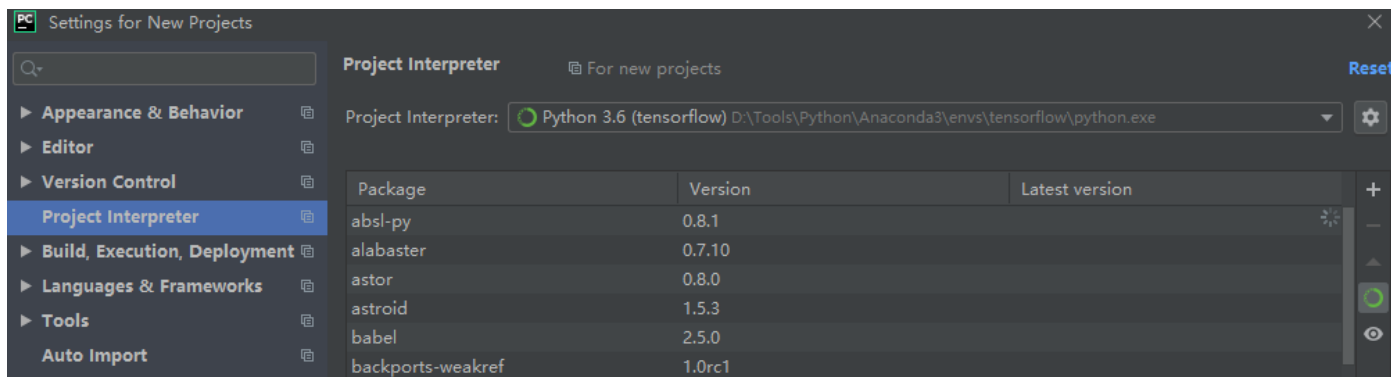 PC Settings for New Projects
Project Interpreter For new projects Reset
Appearance & Behavior
Project Interpreter: Python 3.6 (tensorflow) D:\Tools\Python\Anaconda3\envs\tensorflow\python.exe
Editor
Version Control
Package Version Latest version
Project Interpreter
absl-py 0.8.1
Build, Execution, Deployment
alabaster 0.7.10
Languages & Frameworks
astor 0.8.0
astroid 1.5.3
Tools
babel 2.5.0
Auto Import
backports-weakref 1.0rc1